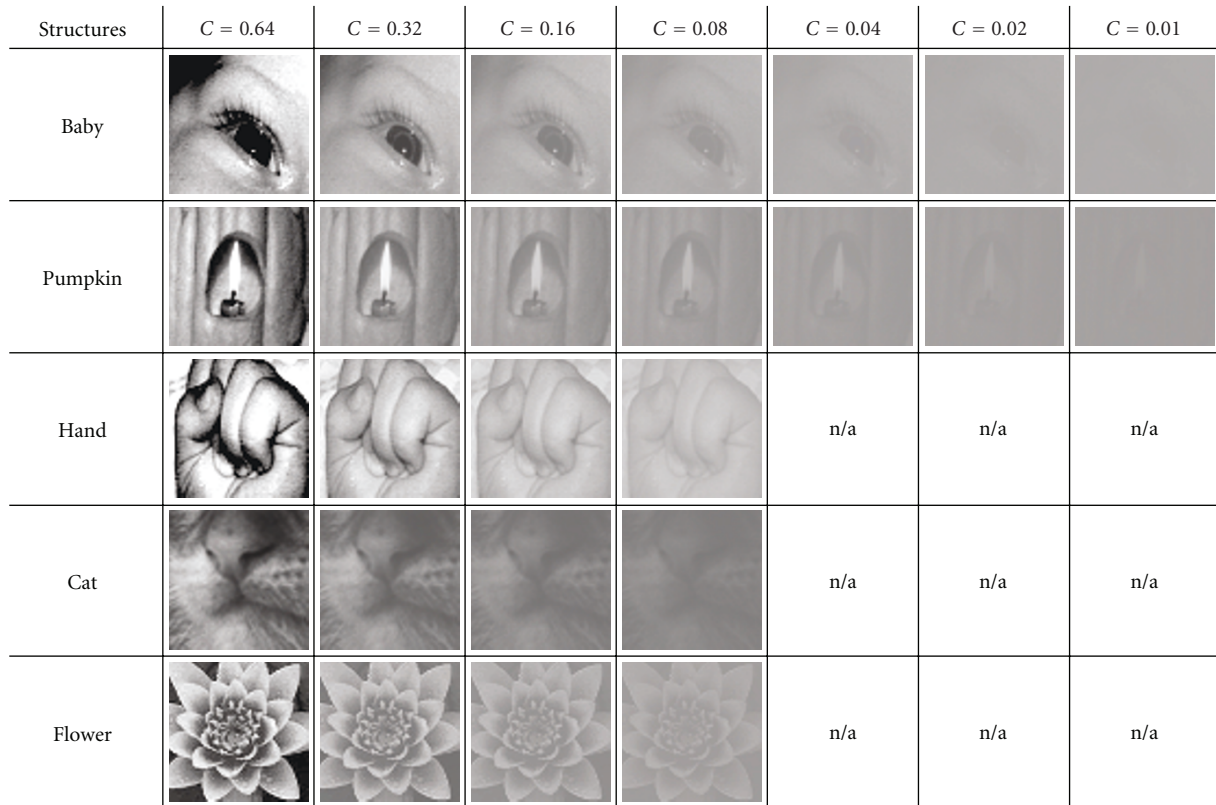 Structures C = 0.64 C = 0.32 C = 0.16 C = 0.08 C = 0.04 C = 0.02 C = 0.01
Baby
Pumpkin
Hand n/a n/a n/a
Cat n/a n/a n/a
Flower n/a n/a n/a